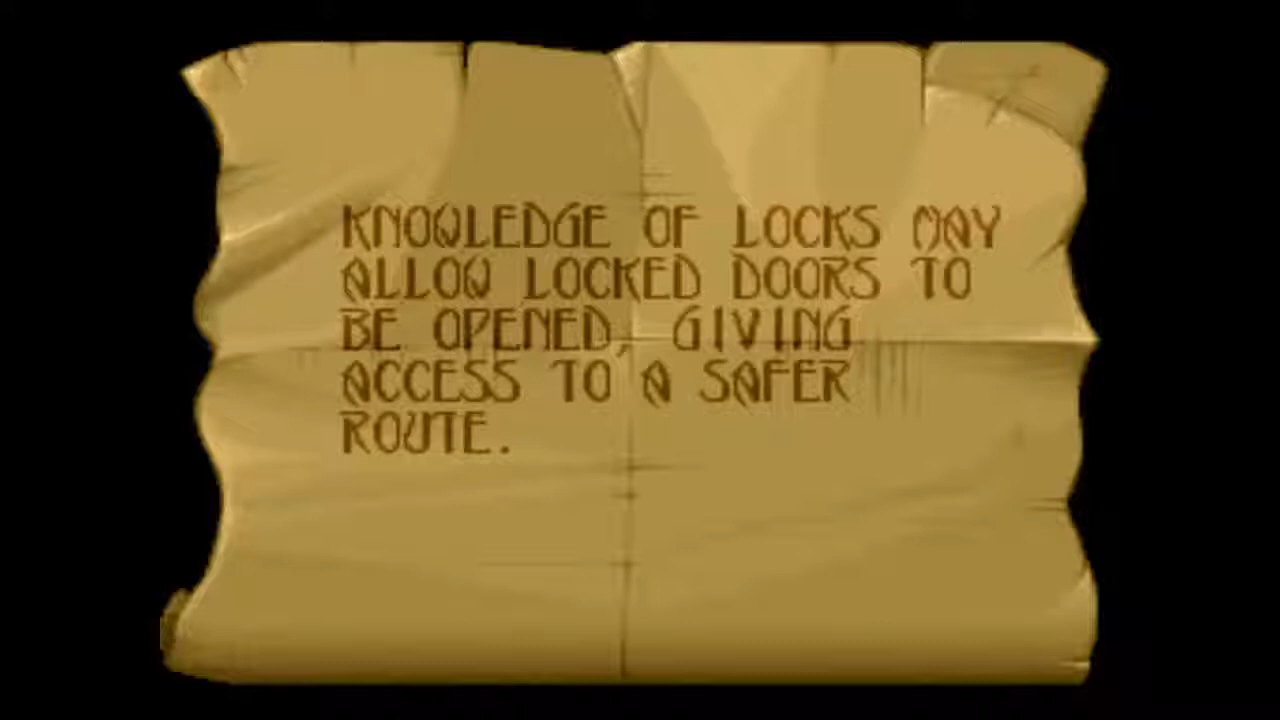 KNOWLEDGE OF LOCKS MAY
ALLOW LOCKED DOORS TO
BE OPENED, GIVING
ACCESS TO A SAFER
ROUTE.